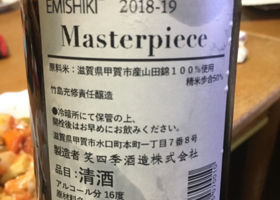 EMISHIKI 2018-19
Masterpiece
原料米：滋賀県甲賀市産山田錦100%使用
精米歩合50%
竹島充修責任醸造
●冷暗所にて保管の上、
開栓後はお早めにお飲みください。
滋賀県甲賀市水口町本町一丁目7番8号
製造者 笑四季酒造株式会社
品目：清酒
アルコール分 16度